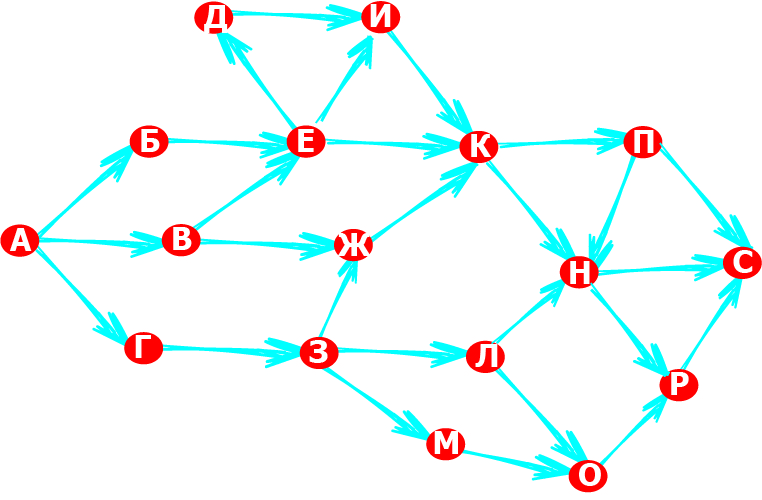 Д И
Б Е К П
А В Ж Н С
Г З Л Р
М О